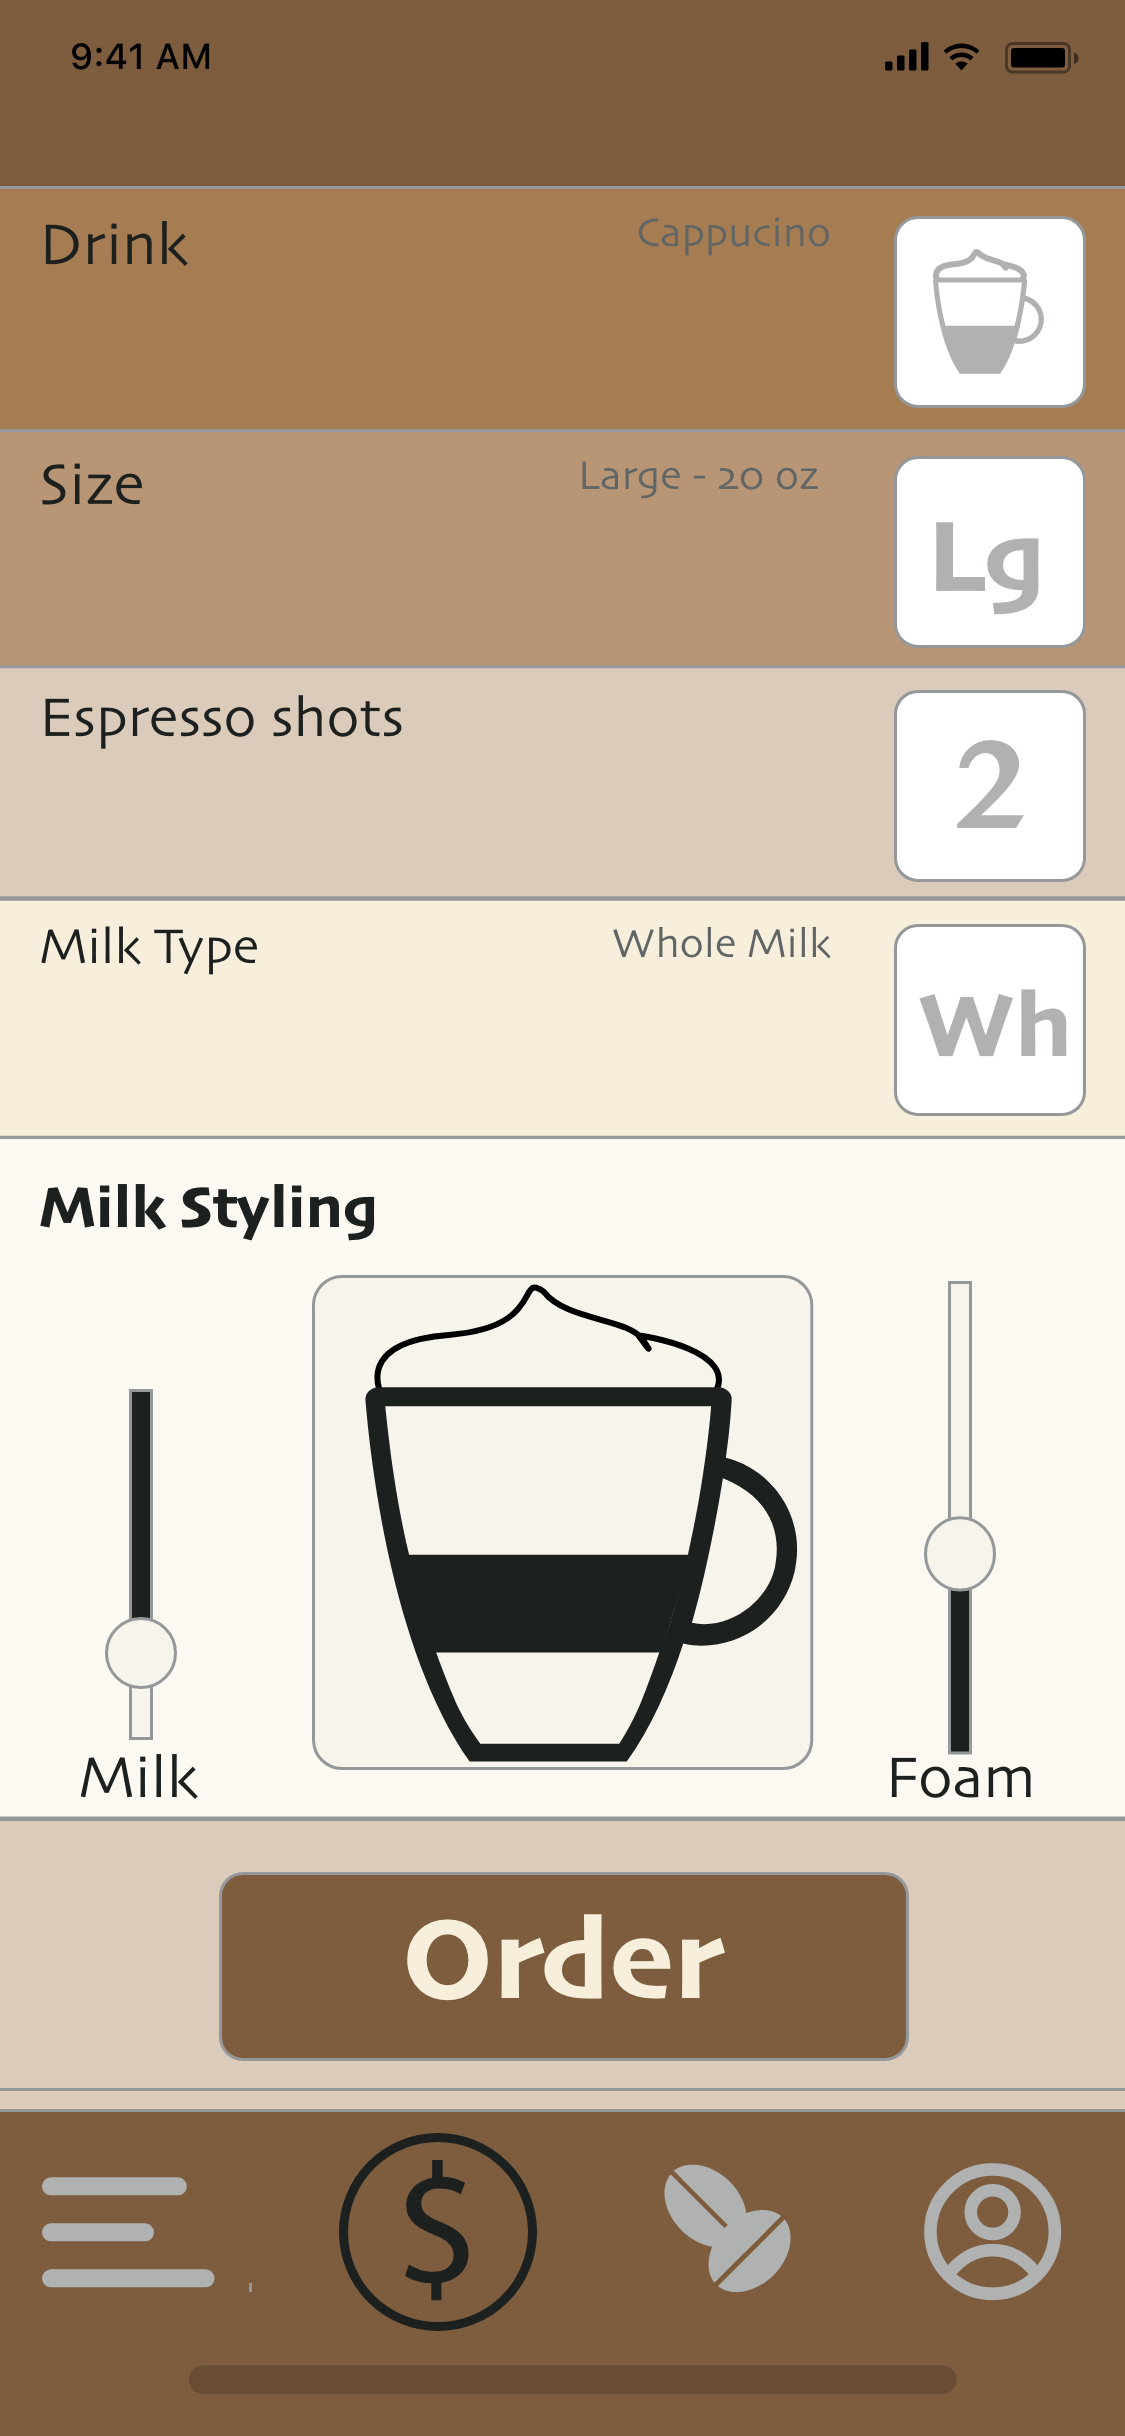 9:41 AM
Drink
Cappucino
Size
Large - 20 oz
Lg
Espresso shots
2
Milk Type
Whole Milk
Wh
Milk Styling
Milk
Foam
Order
$